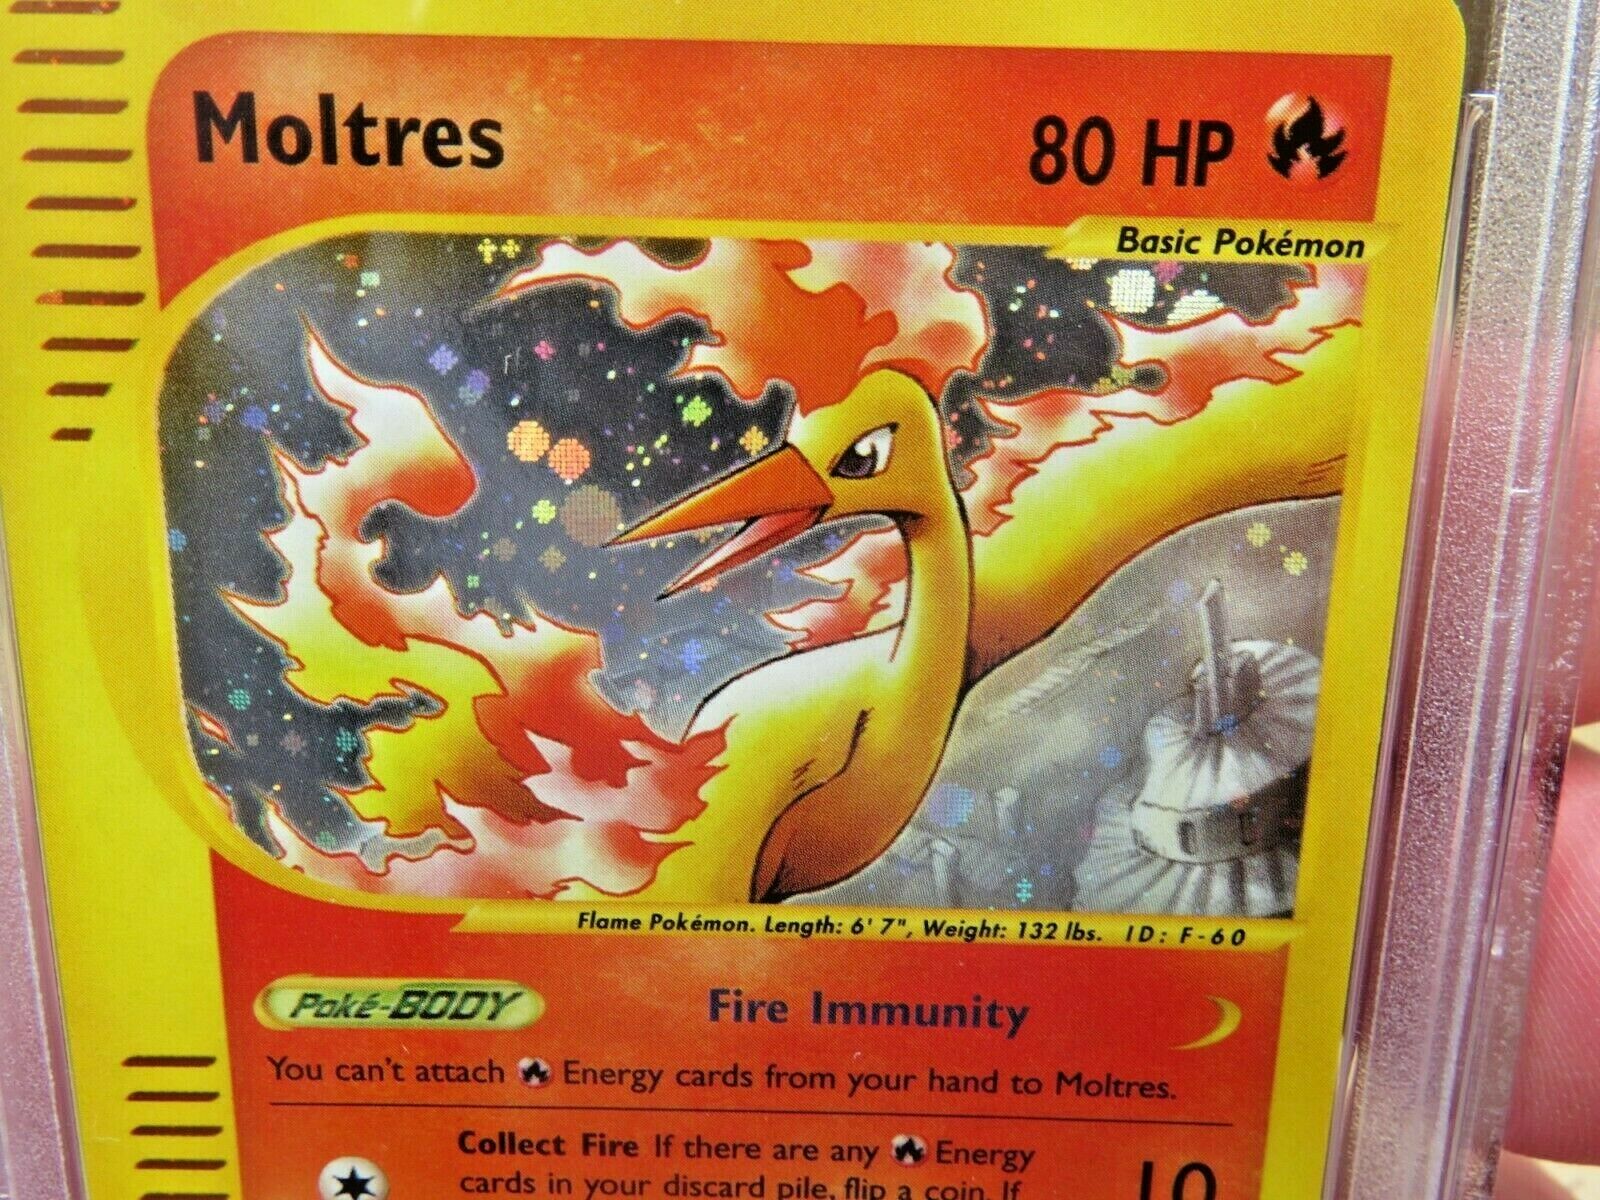 Moltres
80 HP
Basic Pokémon
Flame Pokémon. Length: 6' 7", Weight: 132 lbs. ID: F-60
Poké-BODY
Fire Immunity
You can't attach Energy cards from your hand to Moltres.
Collect Fire If there are any Energy
cards in your discard pile, flip a coin. If
10